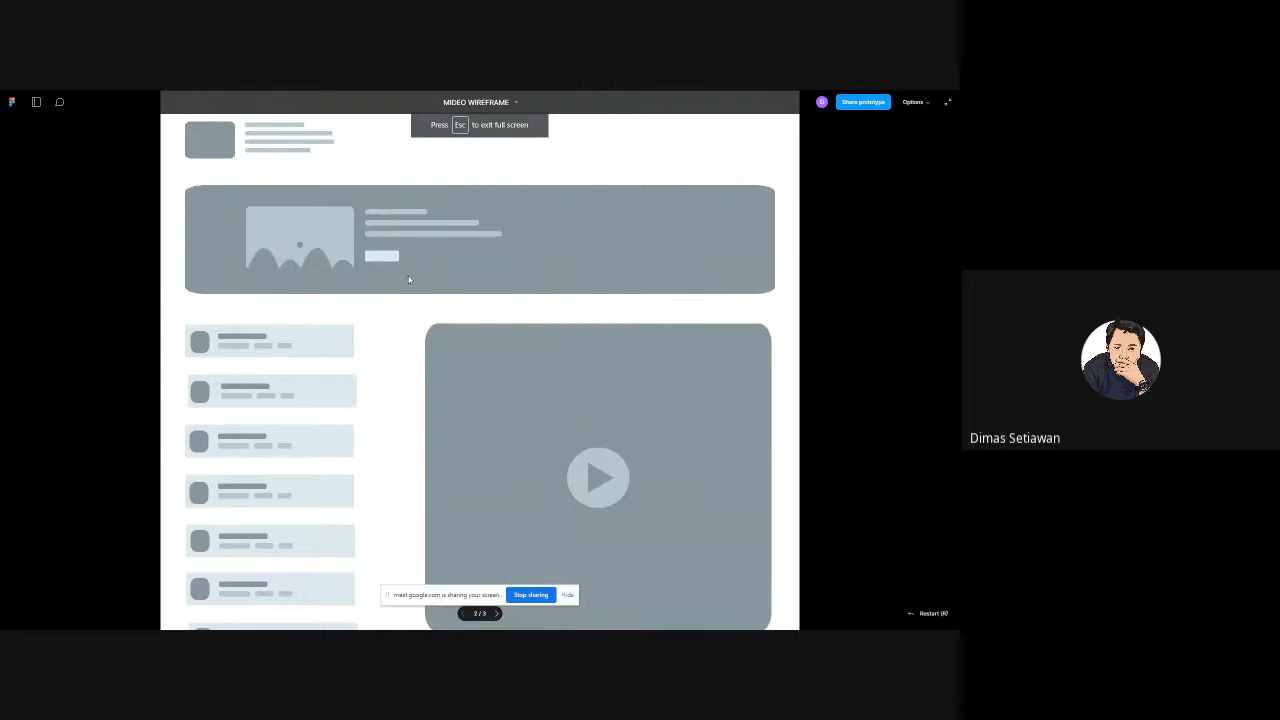 MIDEO WIREFRAME
D
Share prototype
Options
Press Esc to exit full screen
Dimas Setiawan
meet.google.com is sharing your screen.
Stop sharing
Hide
2 / 3
Restart (R)